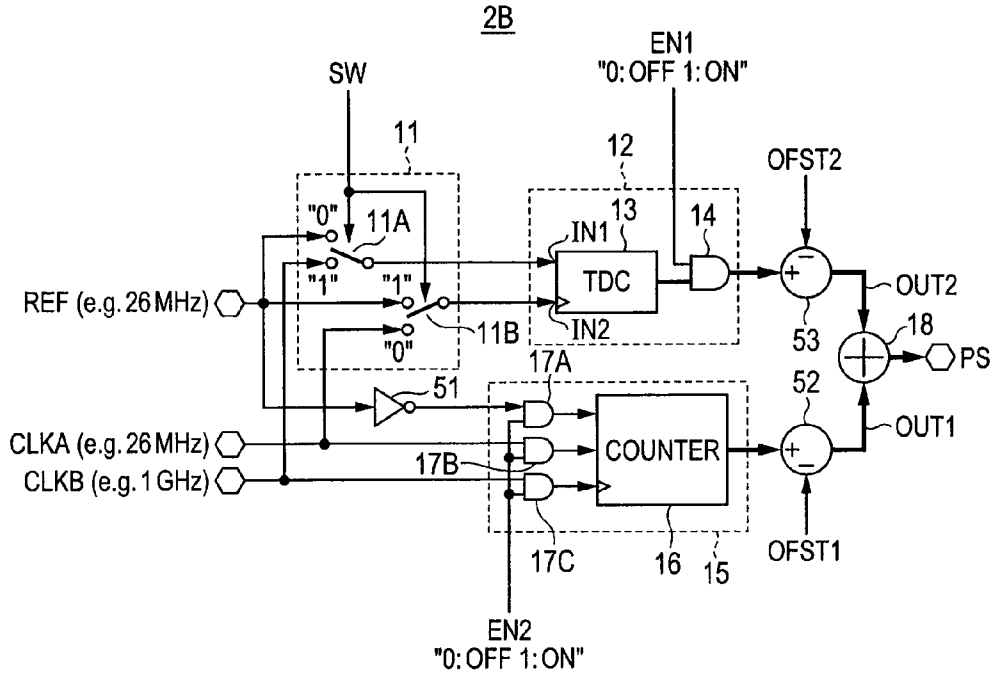 2B
EN1
"0: OFF 1: ON"
SW
11
12
OFST2
"0"
11A
13
14
IN1
"1"
"1"
TDC
REF (e.g. 26 MHz)
OUT2
11B
IN2
53
18
"0"
PS
17A
51
52
CLKA (e.g. 26 MHz)
OUT1
17B
COUNTER
CLKB (e.g. 1 GHz)
17C
16
15
OFST1
EN2
"0: OFF 1: ON"